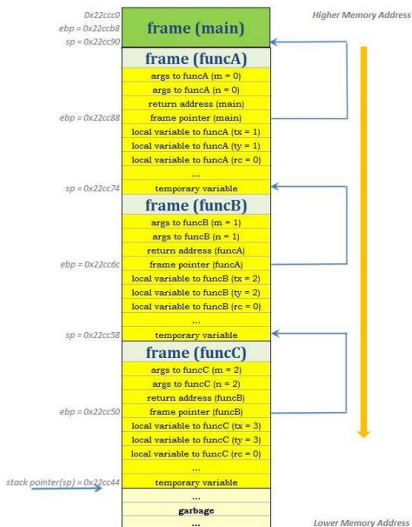 0x22ccc0
Higher Memory Address
ebp = 0x22ccb8
frame (main)
sp = 0x22cc90
frame (funcA)
args to funcA (m = 0)
args to funcA (n = 0)
return address (main)
ebp = 0x22cc88
frame pointer (main)
local variable to funcA (tx = 1)
local variable to funcA (ty = 1)
local variable to funcA (rc = 0)
...
sp = 0x22cc74
temporary variable
frame (funcB)
args to funcB (m = 1)
args to funcB (n = 1)
return address (funcA)
ebp = 0x22cc6c
frame pointer (funcA)
local variable to funcB (tx = 2)
local variable to funcB (ty = 2)
local variable to funcB (rc = 0)
...
sp = 0x22cc58
temporary variable
frame (funcC)
args to funcC (m = 2)
args to funcC (n = 2)
return address (funcB)
ebp = 0x22cc50
frame pointer (funcB)
local variable to funcC (tx = 3)
local variable to funcC (ty = 3)
local variable to funcC (rc = 0)
...
stack pointer(sp) = 0x22cc44
temporary variable
...
garbage
...
Lower Memory Address